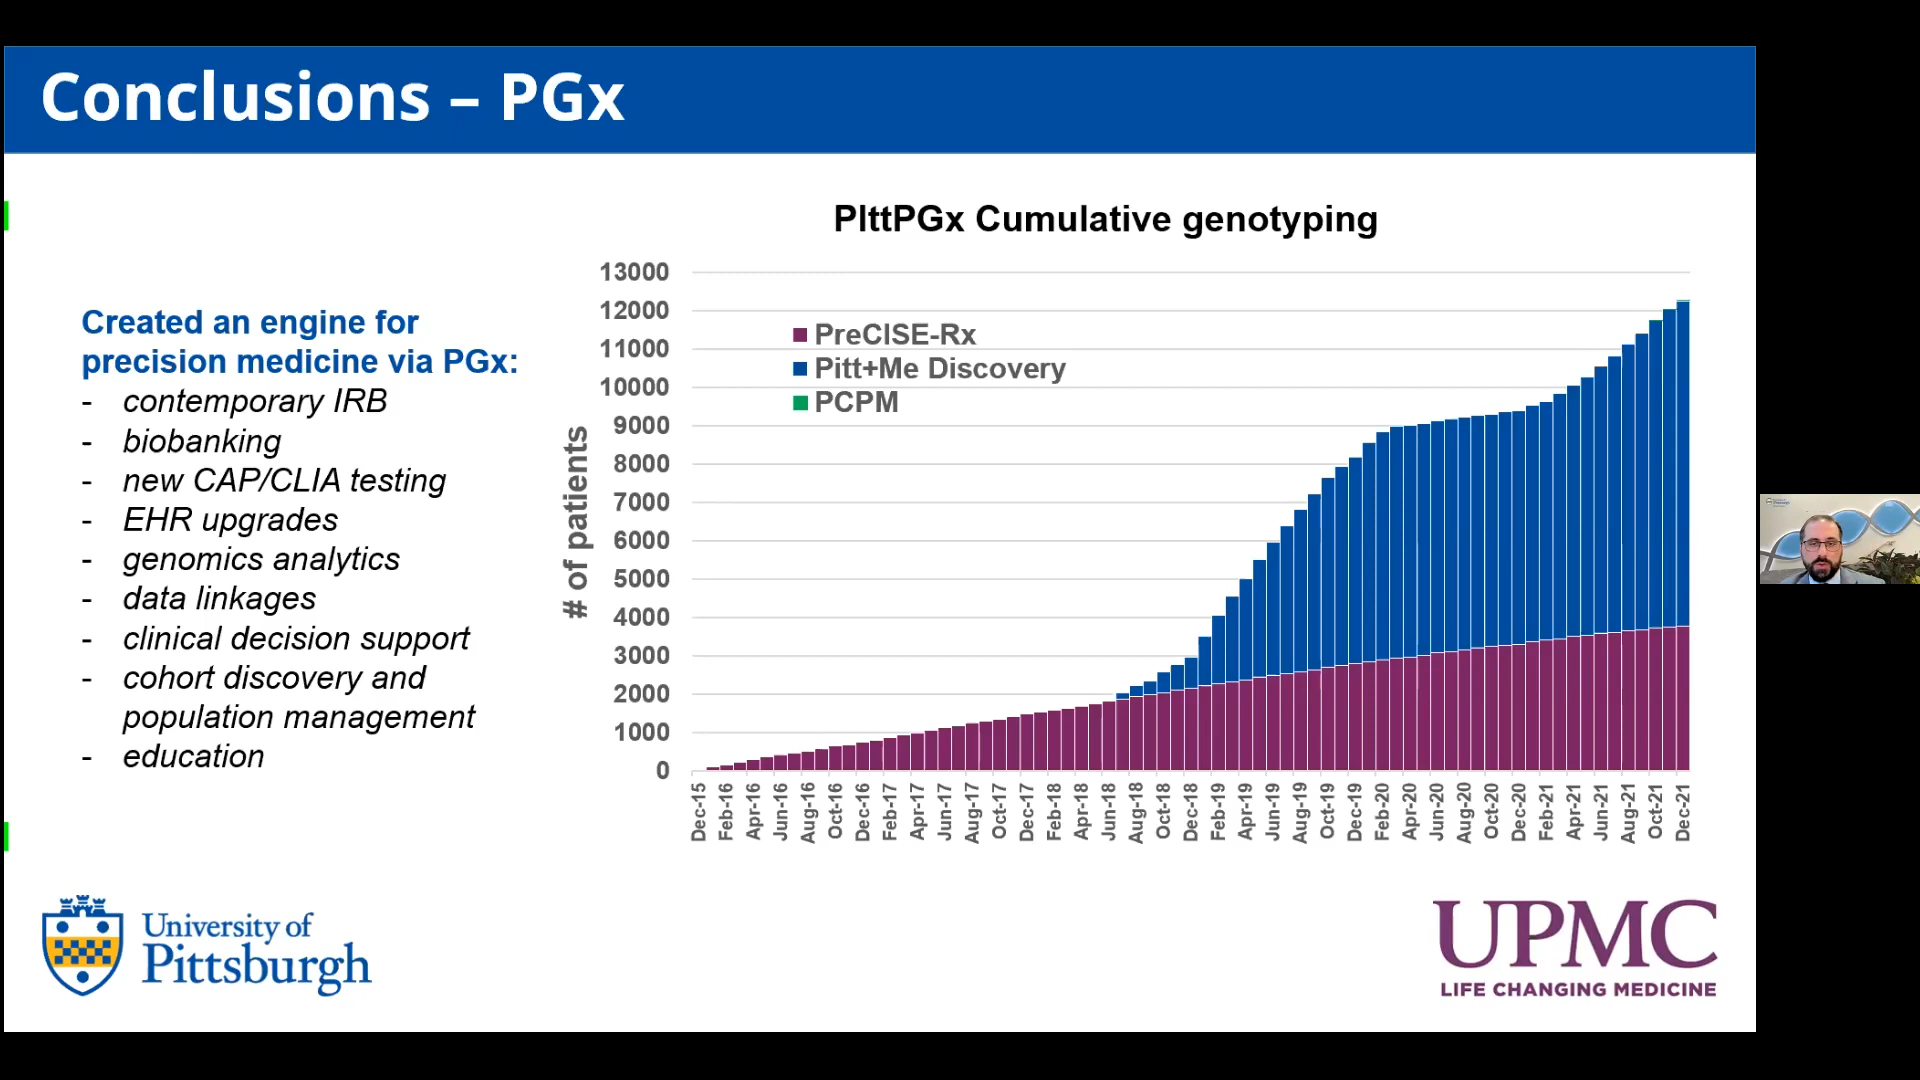 Conclusions – PGx
Created an engine for
precision medicine via PGx:
- contemporary IRB
- biobanking
- new CAP/CLIA testing
- EHR upgrades
- genomics analytics
- data linkages
- clinical decision support
- cohort discovery and
population management
- education
PIttPGx Cumulative genotyping
# of patients
13000
12000
11000
10000
9000
8000
7000
6000
5000
4000
3000
2000
1000
0
PreCISE-Rx
Pitt+Me Discovery
PCPM
Dec-15
Feb-16
Apr-16
Jun-16
Aug-16
Oct-16
Dec-16
Feb-17
Apr-17
Jun-17
Aug-17
Oct-17
Dec-17
Feb-18
Apr-18
Jun-18
Aug-18
Oct-18
Dec-18
Feb-19
Apr-19
Jun-19
Aug-19
Oct-19
Dec-19
Feb-20
Apr-20
Jun-20
Aug-20
Oct-20
Dec-20
Feb-21
Apr-21
Jun-21
Aug-21
Oct-21
Dec-21
University of
Pittsburgh
UPMC
LIFE CHANGING MEDICINE